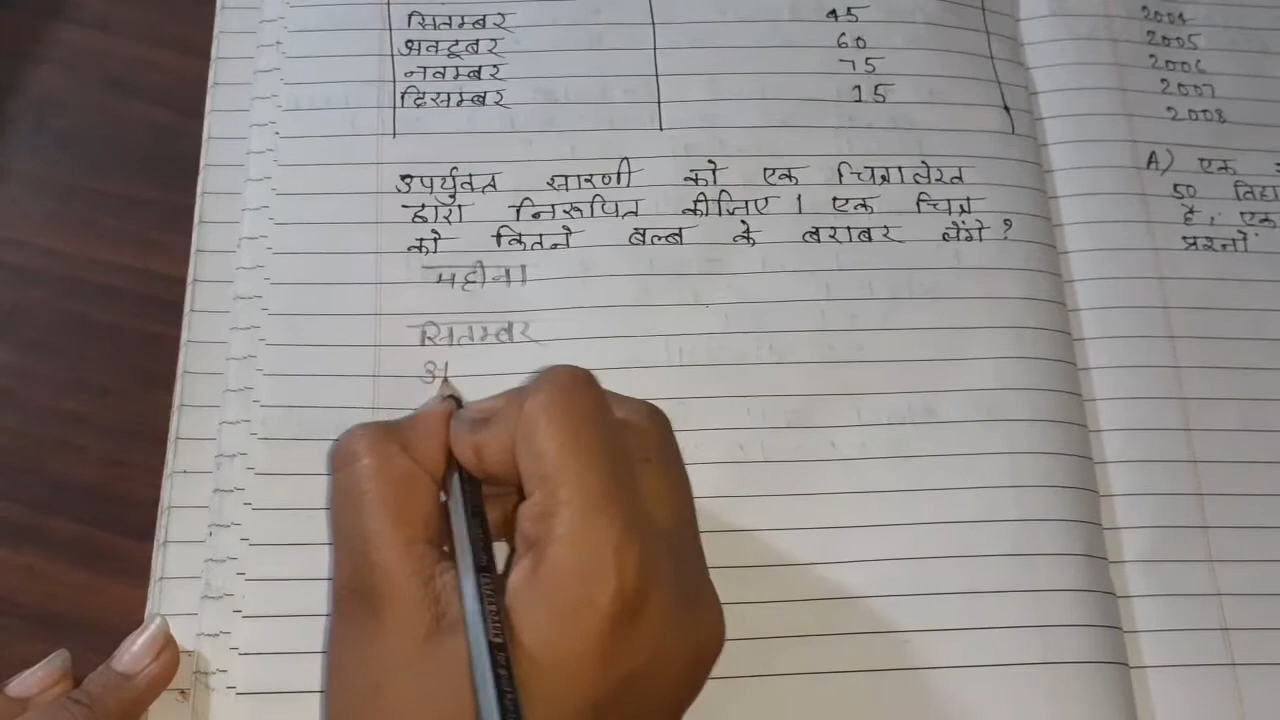 सितम्बर 45
अक्टूबर 60
नवम्बर 75
दिसम्बर 15
उपर्युक्त सारणी को एक चित्रालेख
द्वारा निरूपित कीजिए। एक चित्र
को कितने बल्ब के बराबर लेंगे?
महीना
सितम्बर
अ
2004
2005
2006
2007
2008
A) एक
50 विद्या
है, एक
प्रश्नों